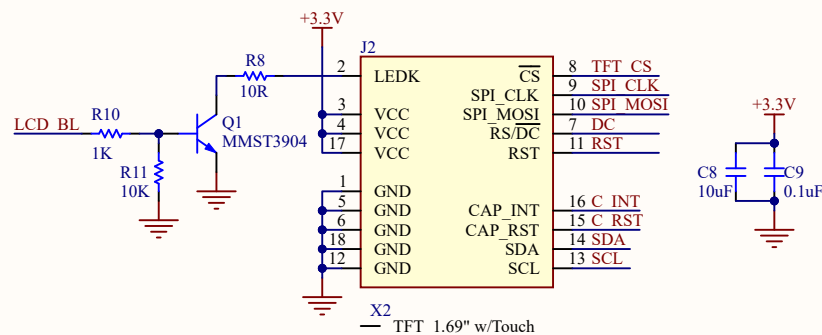 +3.3V
J2
R8
10R
2 LEDK
CS 8 TFT_CS
SPI_CLK 9 SPI_CLK
LCD_BL
R10
1K
Q1
MMST3904
R11
10K
3 VCC
SPI_MOSI 10 SPI_MOSI
4 VCC
RS/DC 7 DC
17 VCC
RST 11 RST
1 GND
5 GND
CAP_INT 16 C_INT
6 GND
CAP_RST 15 C_RST
18 GND
SDA 14 SDA
12 GND
SCL 13 SCL
X2
TFT 1.69" w/Touch
+3.3V
C8
10uF
C9
0.1uF